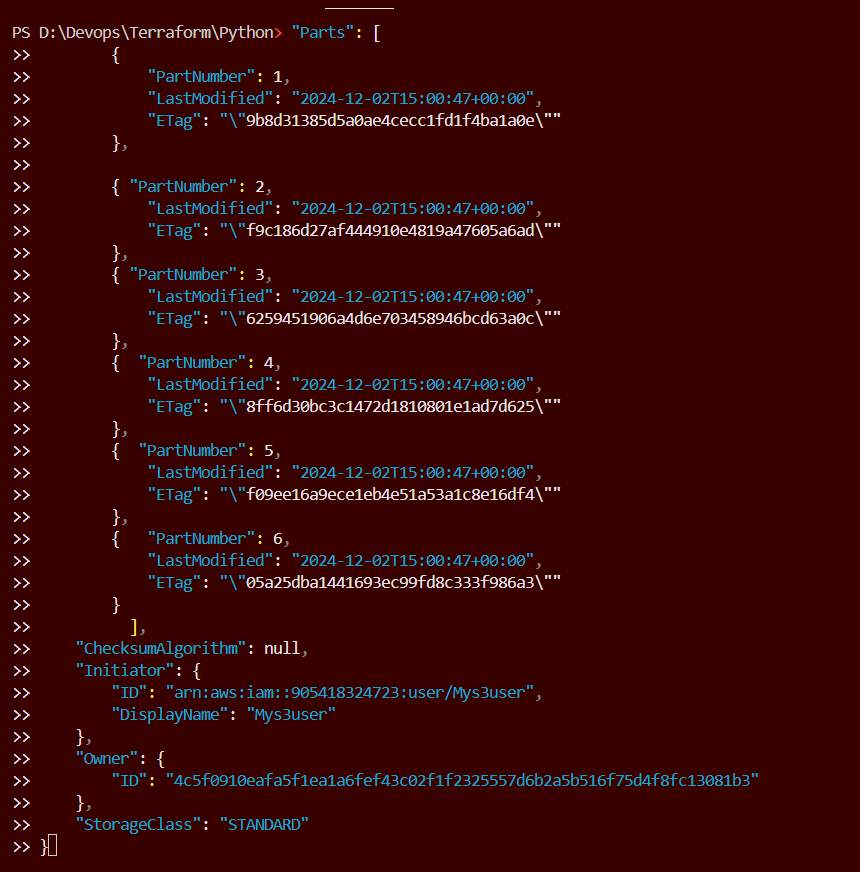 PS D:\Devops\Terraform\Python> "Parts": [
>>         {
>>             "PartNumber": 1,
>>             "LastModified": "2024-12-02T15:00:47+00:00",
>>             "ETag": "\"9b8d31385d5a0ae4cecc1fd1f4ba1a0e\""
>>         },
>>
>>         { "PartNumber": 2,
>>             "LastModified": "2024-12-02T15:00:47+00:00",
>>             "ETag": "\"f9c186d27af444910e4819a47605a6ad\""
>>         },
>>         { "PartNumber": 3,
>>             "LastModified": "2024-12-02T15:00:47+00:00",
>>             "ETag": "\"6259451906a4d6e703458946bcd63a0c\""
>>         },
>>         {  "PartNumber": 4,
>>             "LastModified": "2024-12-02T15:00:47+00:00",
>>             "ETag": "\"8ff6d30bc3c1472d1810801e1ad7d625\""
>>         },
>>         {  "PartNumber": 5,
>>             "LastModified": "2024-12-02T15:00:47+00:00",
>>             "ETag": "\"f09ee16a9ece1eb4e51a53a1c8e16df4\""
>>         },
>>         {   "PartNumber": 6,
>>             "LastModified": "2024-12-02T15:00:47+00:00",
>>             "ETag": "\"05a25dba1441693ec99fd8c333f986a3\""
>>         }
>>           ],
>>     "ChecksumAlgorithm": null,
>>     "Initiator": {
>>         "ID": "arn:aws:iam::905418324723:user/Mys3user",
>>         "DisplayName": "Mys3user"
>>     },
>>     "Owner": {
>>         "ID": "4c5f0910eafa5f1ea1a6fef43c02f1f2325557d6b2a5b516f75d4f8fc13081b3"
>>     },
>>     "StorageClass": "STANDARD"
>> }